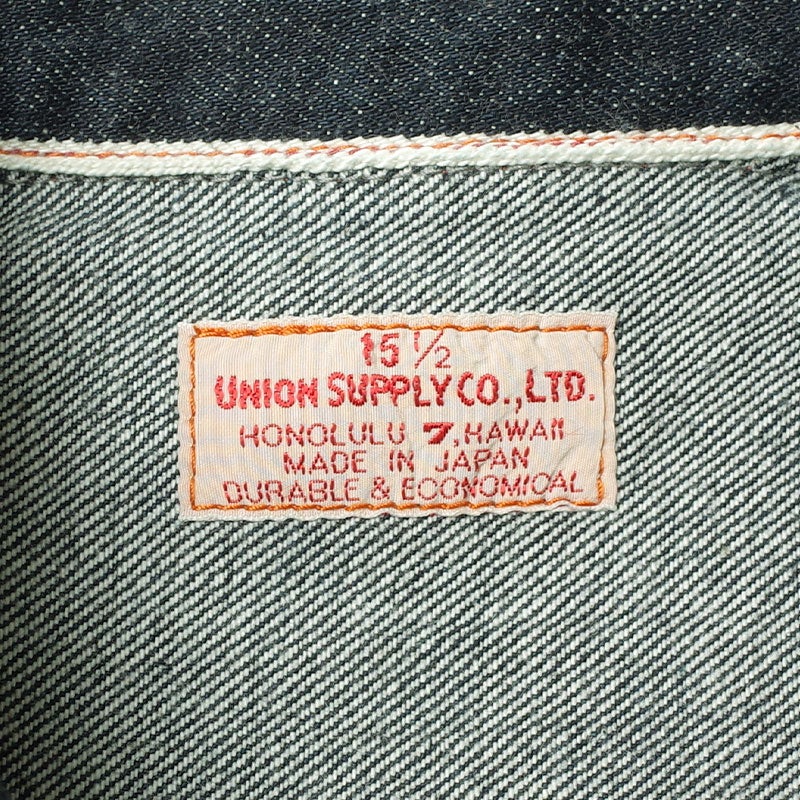 15 1/2
UNION SUPPLY CO., LTD.
HONOLULU 7, HAWAII
MADE IN JAPAN
DURABLE & ECONOMICAL